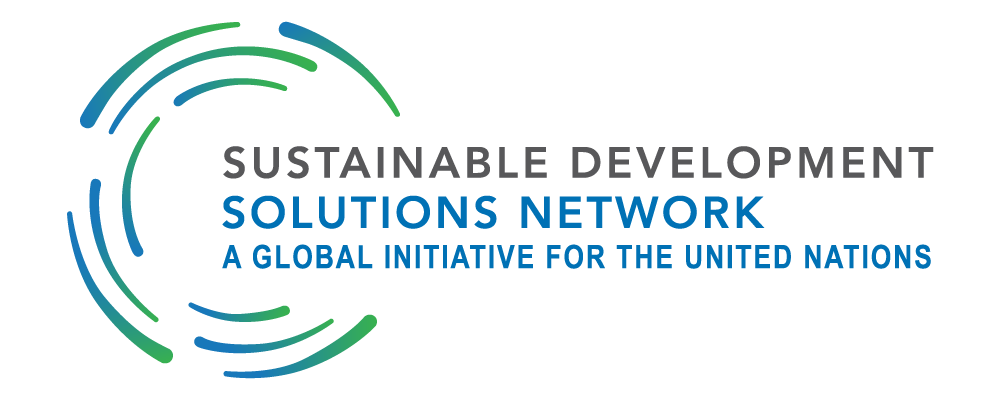 SUSTAINABLE DEVELOPMENT
SOLUTIONS NETWORK
A GLOBAL INITIATIVE FOR THE UNITED NATIONS